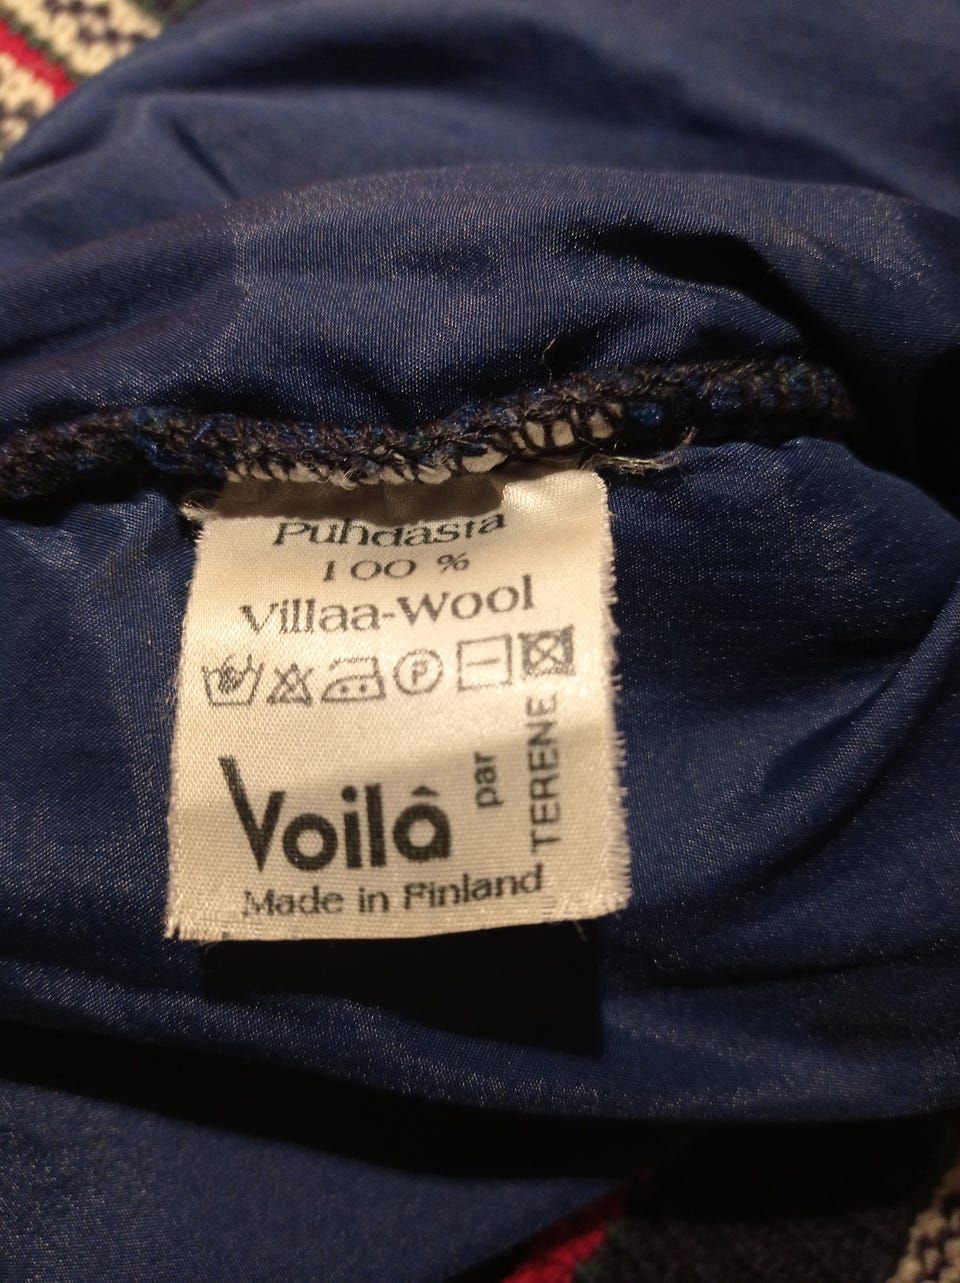 Puhdasta
100 %
Villaa-Wool
P
Voilâ
par
TERENE
Made in Finland